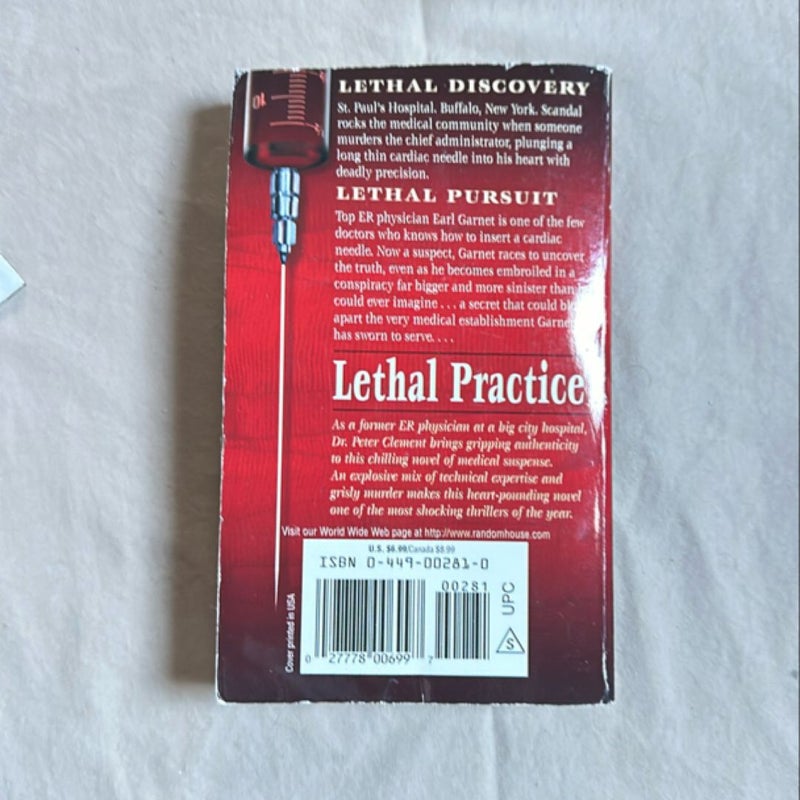 LETHAL DISCOVERY
St. Paul's Hospital. Buffalo, New York. Scandal
rocks the medical community when someone
murders the chief administrator, plunging a
long thin cardiac needle into his heart with
deadly precision.
LETHAL PURSUIT
Top ER physician Earl Garnet is one of the few
doctors who knows how to insert a cardiac
needle. Now a suspect, Garnet races to uncover
the truth, even as he becomes embroiled in a
conspiracy far bigger and more sinister than
could ever imagine . . . a secret that could
apart the very medical establishment
has sworn to serve. . . .
Lethal Practice
As a former ER physician at a big city hospital,
Dr. Peter Clement brings gripping authenticity
to this chilling novel of medical suspense.
An explosive mix of technical expertise and
grisly murder makes this heart-pounding novel
one of the most shocking thrillers of the year.
Visit our World Wide Web page at http://www.randomhouse.com
U.S. $6.99/Canada $8.99
ISBN 0-449-00281-0
00281
UPC
S
0 27778 00699 7
Cover printed in USA
10